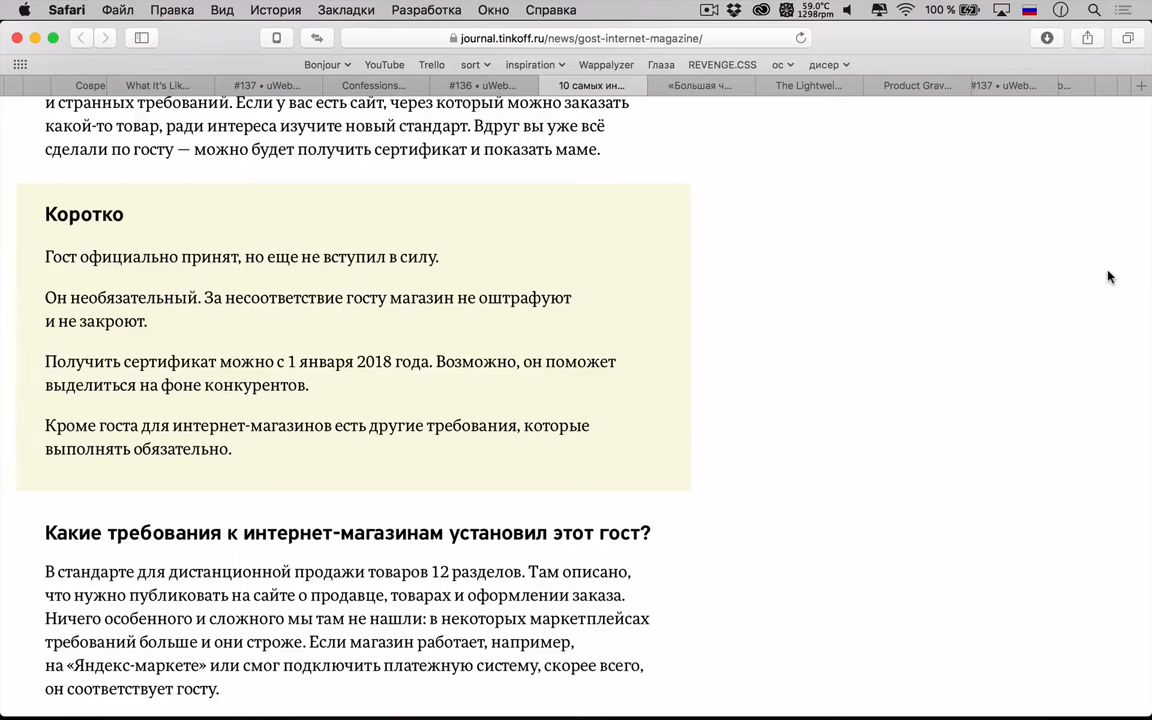 Safari Файл Правка Вид История Закладки Разработка Окно Справка 59.0°C 1298rpm 100 %
journal.tinkoff.ru/news/gost-internet-magazine/
Bonjour YouTube Trello sort inspiration Wappalyzer Глаза REVENGE.CSS ос дисер
Совре What It's Lik... #137 • uWeb... Confessions... #136 • uWeb... 10 самых ин... «Большая ч... The Lightwei... Product Grav... #137 • uWeb... b...
и странных требований. Если у вас есть сайт, через который можно заказать
какой-то товар, ради интереса изучите новый стандарт. Вдруг вы уже всё
сделали по госту — можно будет получить сертификат и показать маме.
Коротко
Гост официально принят, но еще не вступил в силу.
Он необязательный. За несоответствие госту магазин не оштрафуют
и не закроют.
Получить сертификат можно с 1 января 2018 года. Возможно, он поможет
выделиться на фоне конкурентов.
Кроме госта для интернет-магазинов есть другие требования, которые
выполнять обязательно.
Какие требования к интернет-магазинам установил этот гост?
В стандарте для дистанционной продажи товаров 12 разделов. Там описано,
что нужно публиковать на сайте о продавце, товарах и оформлении заказа.
Ничего особенного и сложного мы там не нашли: в некоторых маркетплейсах
требований больше и они строже. Если магазин работает, например,
на «Яндекс-маркете» или смог подключить платежную систему, скорее всего,
он соответствует госту.